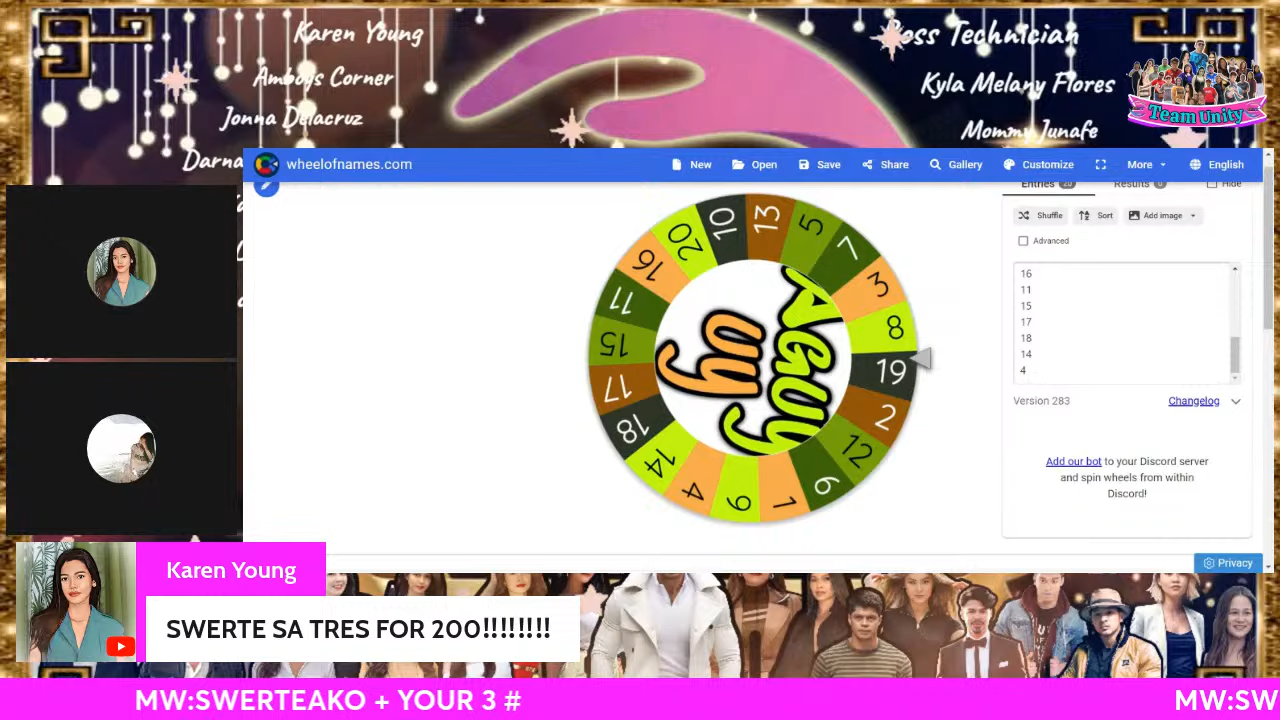 Karen Young
Amboys Corner
Jonna Delacruz
Darna
Boss Technician
Kyla Melany Flores
Mommy Junafe
Team Unity
wheelofnames.com
New
Open
Save
Share
Gallery
Customize
More
English
Entries 20
Results 0
Hide
Shuffle
Sort
Add image
Advanced
16
11
15
17
18
14
4
Version 283
Changelog
Add our bot to your Discord server
and spin wheels from within
Discord!
Privacy
10
13
5
7
3
8
19
2
12
6
1
9
4
14
18
17
15
11
16
20
Karen Young
SWERTE SA TRES FOR 200!!!!!!!!
MW:SWERTEAKO + YOUR 3 #
MW:SW